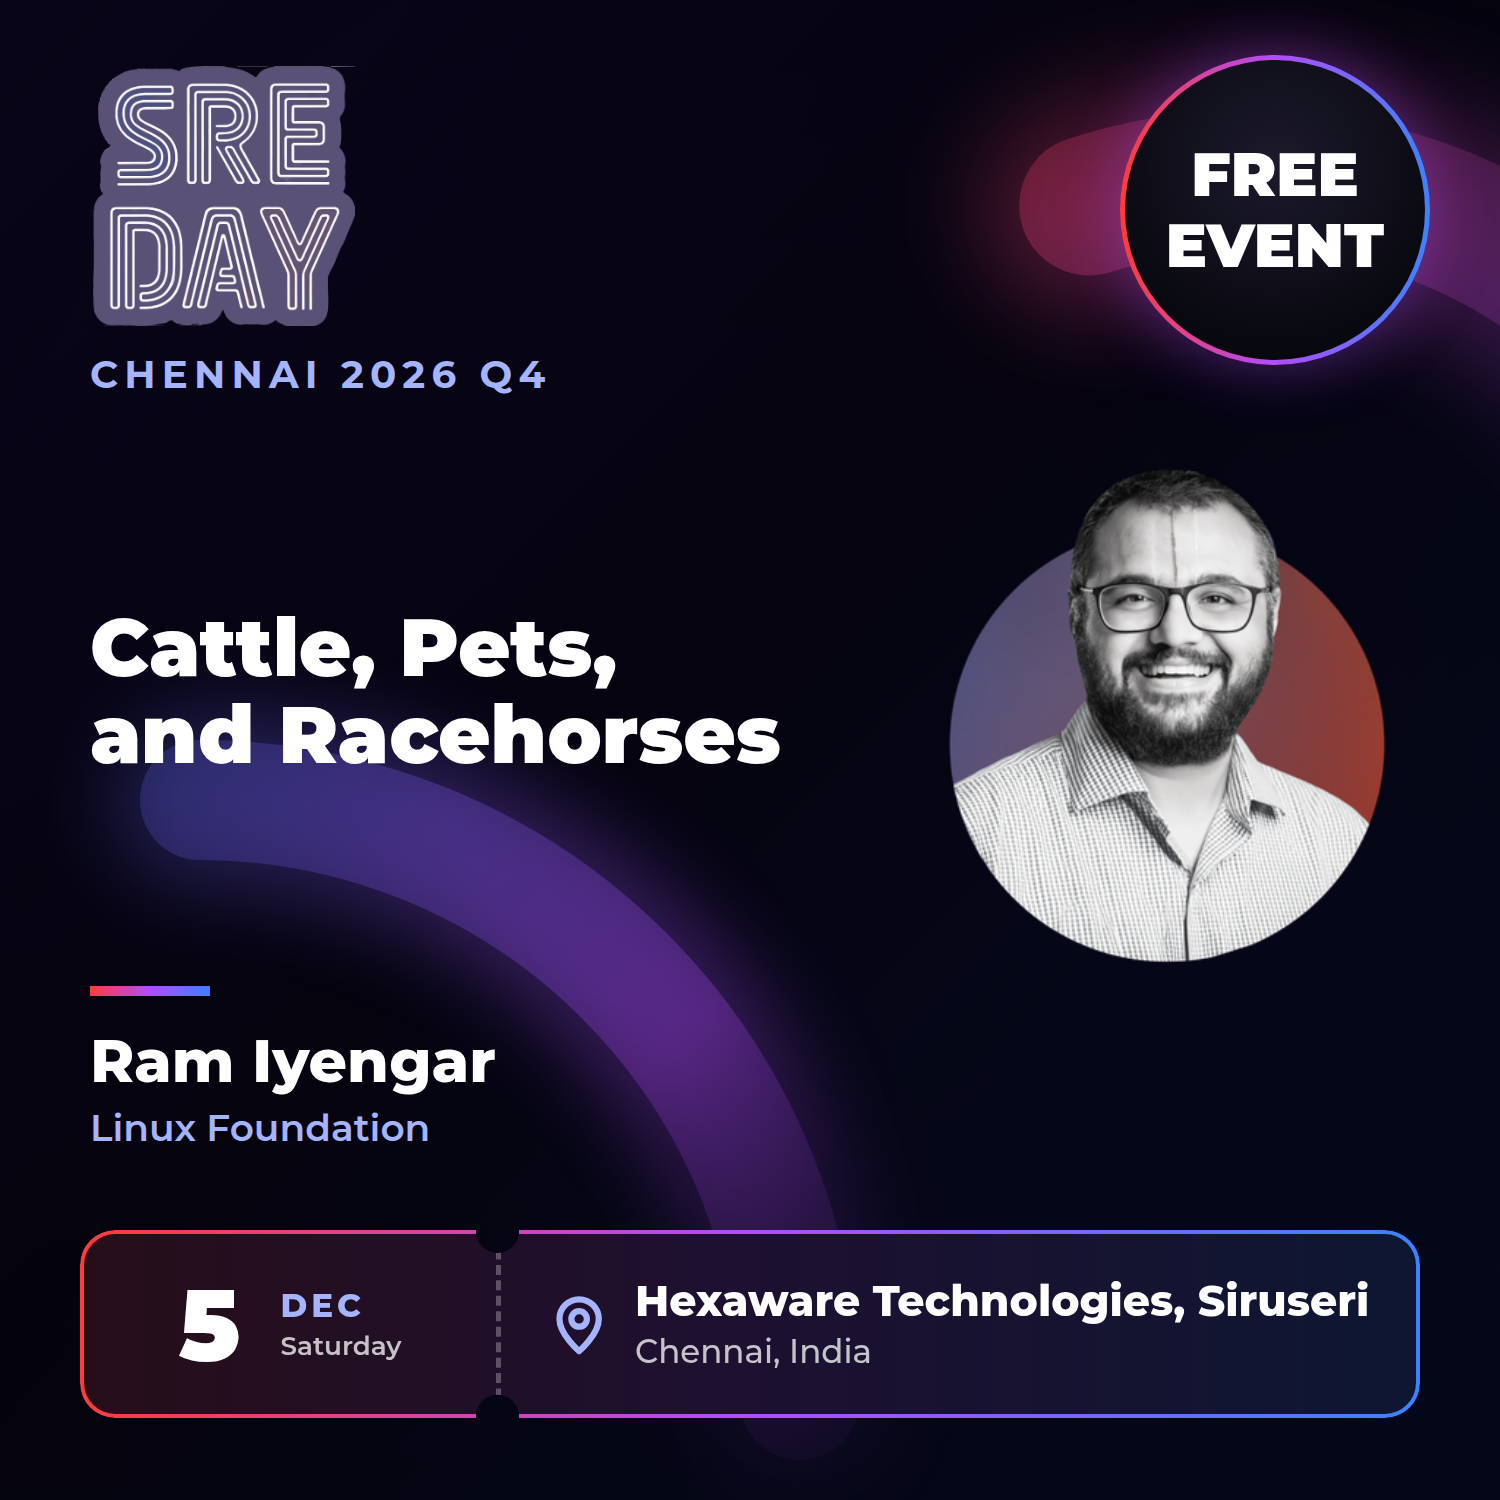 SRE
DAY
CHENNAI 2026 Q4
FREE
EVENT
Cattle, Pets,
and Racehorses
Ram Iyengar
Linux Foundation
5
DEC
Saturday
Hexaware Technologies, Siruseri
Chennai, India